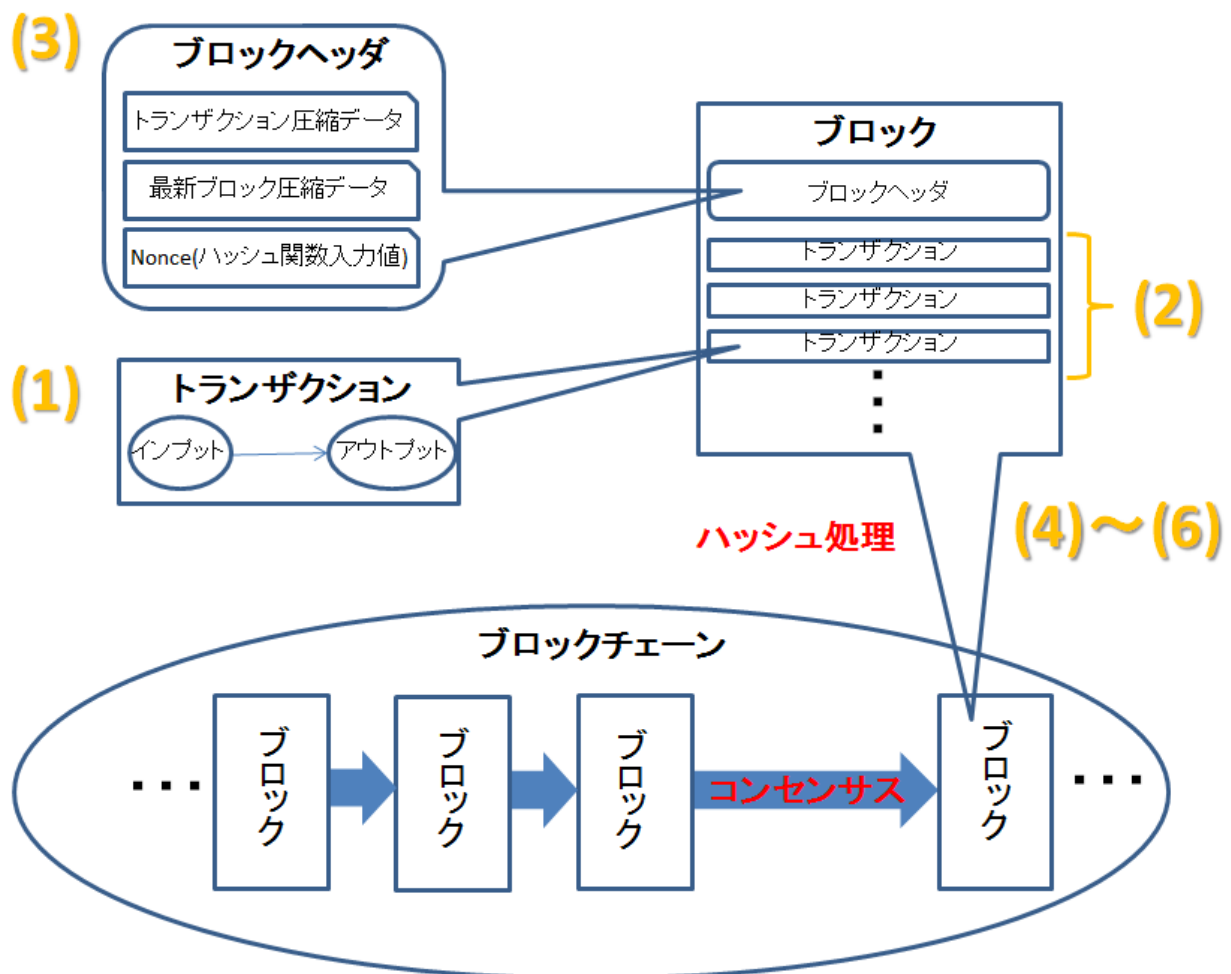 (3)
ブロックヘッダ
トランザクション圧縮データ
最新ブロック圧縮データ
Nonce(ハッシュ関数入力値)
ブロック
ブロックヘッダ
トランザクション
トランザクション
トランザクション
(2)
(1)
トランザクション
インプット
アウトプット
ハッシュ処理
(4)～(6)
ブロックチェーン
ブロック
ブロック
ブロック
コンセンサス
ブロック